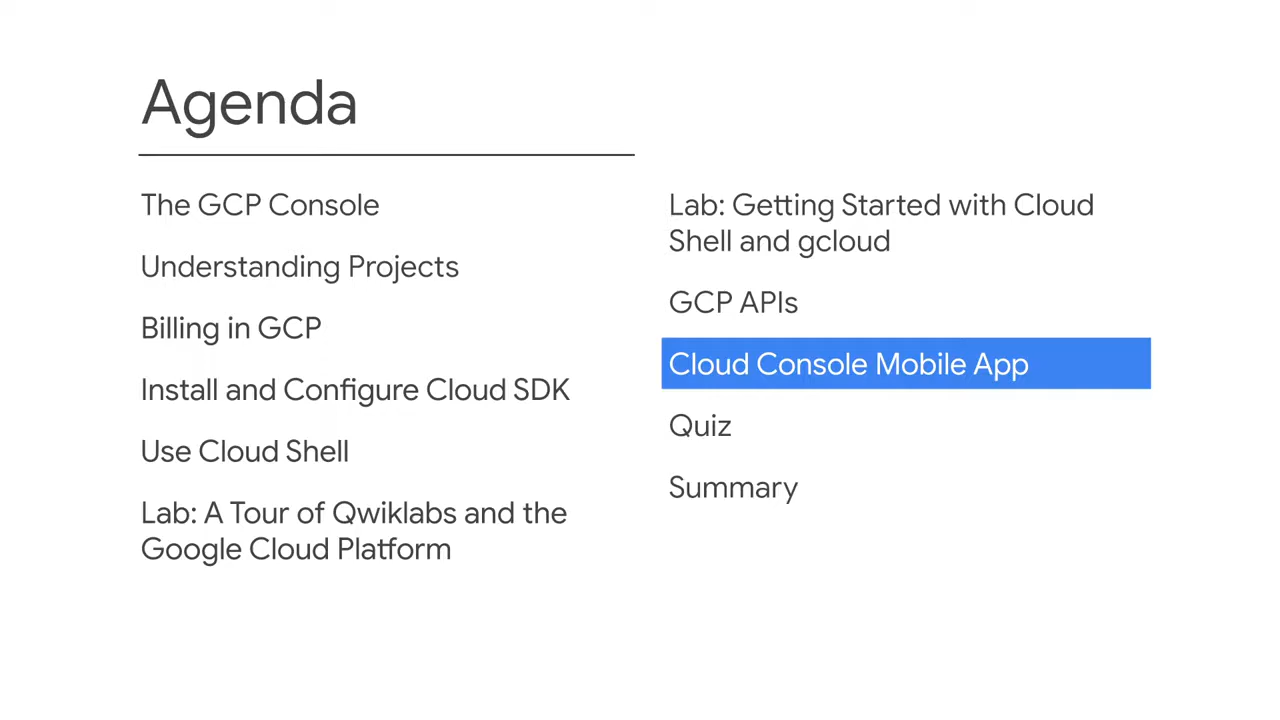 Agenda
The GCP Console
Understanding Projects
Billing in GCP
Install and Configure Cloud SDK
Use Cloud Shell
Lab: A Tour of Qwiklabs and the
Google Cloud Platform
Lab: Getting Started with Cloud
Shell and gcloud
GCP APIs
Cloud Console Mobile App
Quiz
Summary